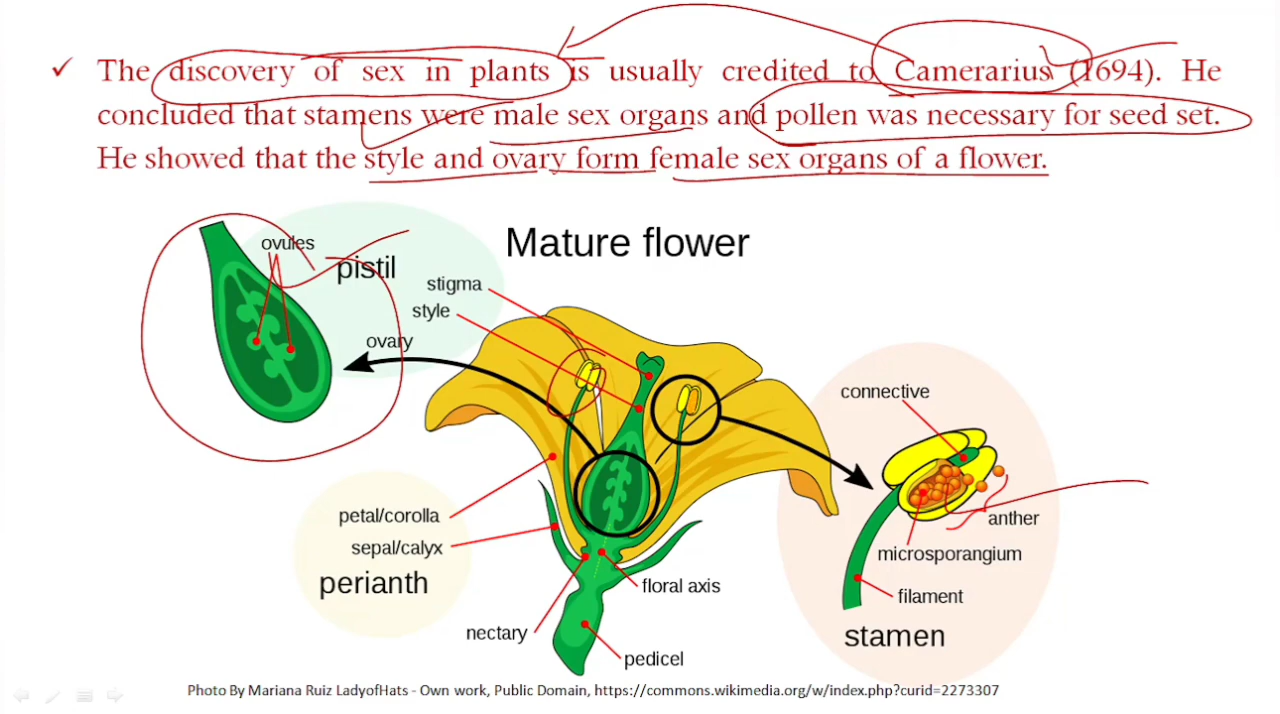 ✓ The discovery of sex in plants is usually credited to Camerarius (1694). He
concluded that stamens were male sex organs and pollen was necessary for seed set.
He showed that the style and ovary form female sex organs of a flower.
Mature flower
ovules
pistil
stigma
style
ovary
connective
petal/corolla
sepal/calyx
perianth
anther
microsporangium
filament
stamen
floral axis
nectary
pedicel
Photo By Mariana Ruiz LadyofHats - Own work, Public Domain, https://commons.wikimedia.org/w/index.php?curid=2273307